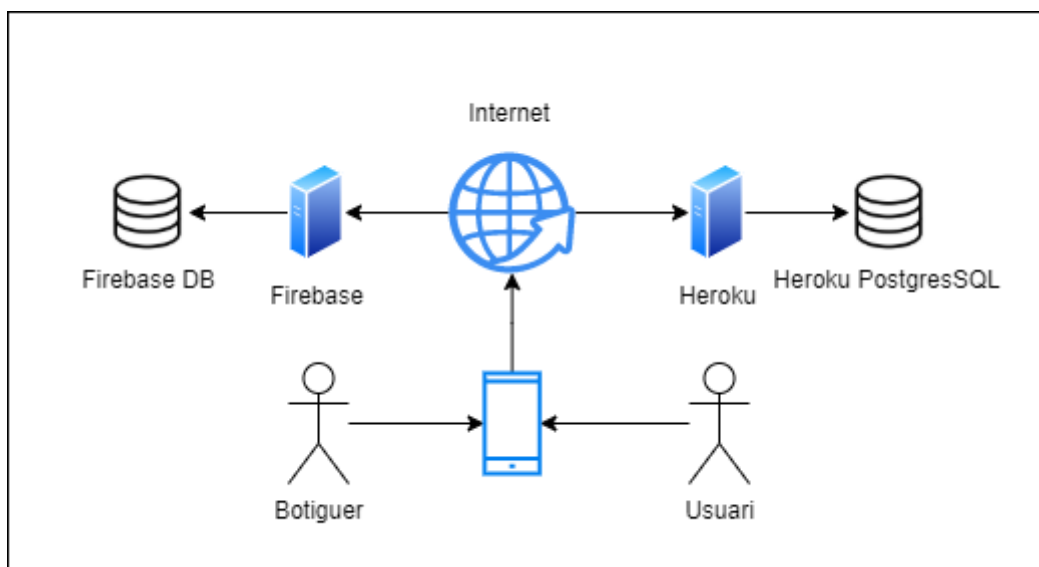 Internet
Firebase DB
Firebase
Heroku
Heroku PostgresSQL
Botiguer
Usuari